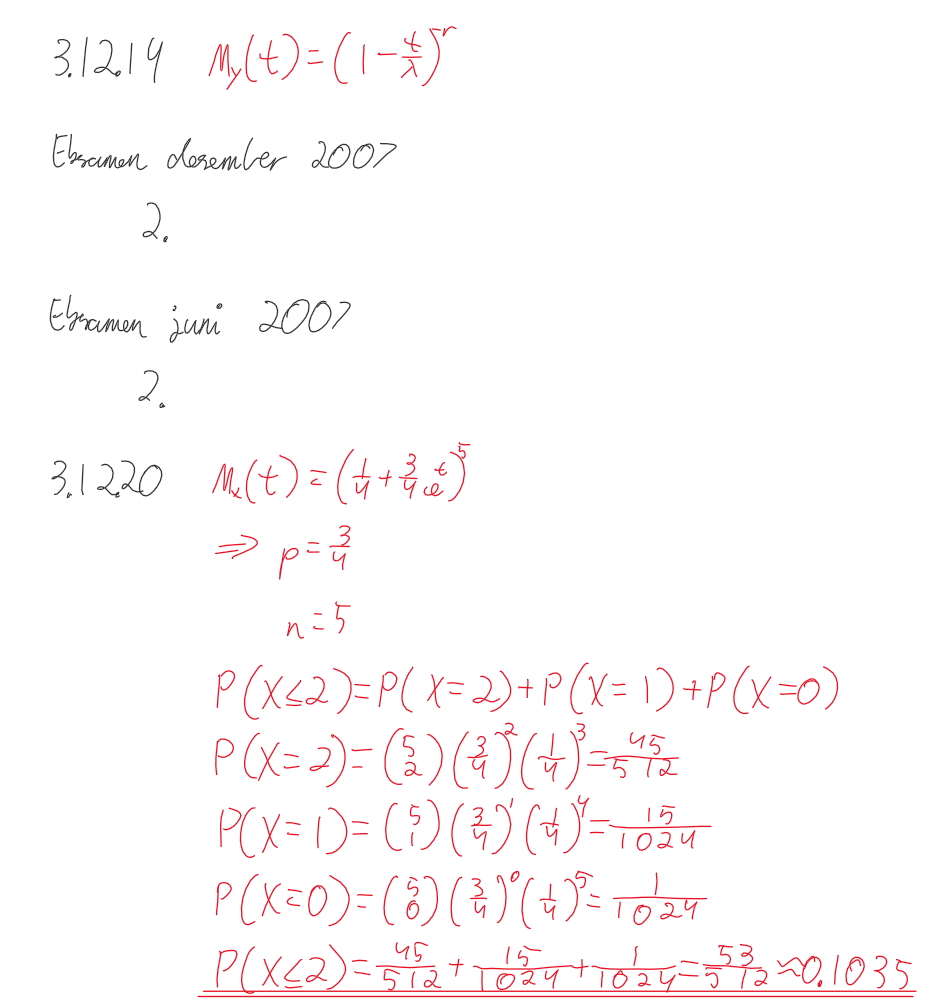 3.12.14 M_y(t) = (1 - t/λ)^-r
Eksamen desember 2007
2.
Eksamen juni 2007
2.
3.12.20 M_x(t) = (1/4 + 3/4 e^t)^5
⇒ p = 3/4
n = 5
P(X≤2) = P(X=2) + P(X=1) + P(X=0)
P(X=2) = (5 2) (3/4)^2 (1/4)^3 = 45/512
P(X=1) = (5 1) (3/4)^1 (1/4)^4 = 15/1024
P(X=0) = (5 0) (3/4)^0 (1/4)^5 = 1/1024
P(X≤2) = 45/512 + 15/1024 + 1/1024 = 53/512 ≈ 0.1035